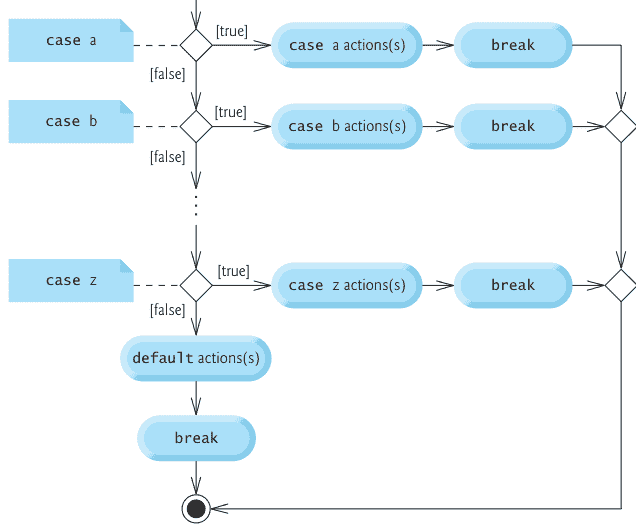 [true]
case a
case a actions(s)
break
[false]
[true]
case b
case b actions(s)
break
[false]
[true]
case z
case z actions(s)
break
[false]
default actions(s)
break